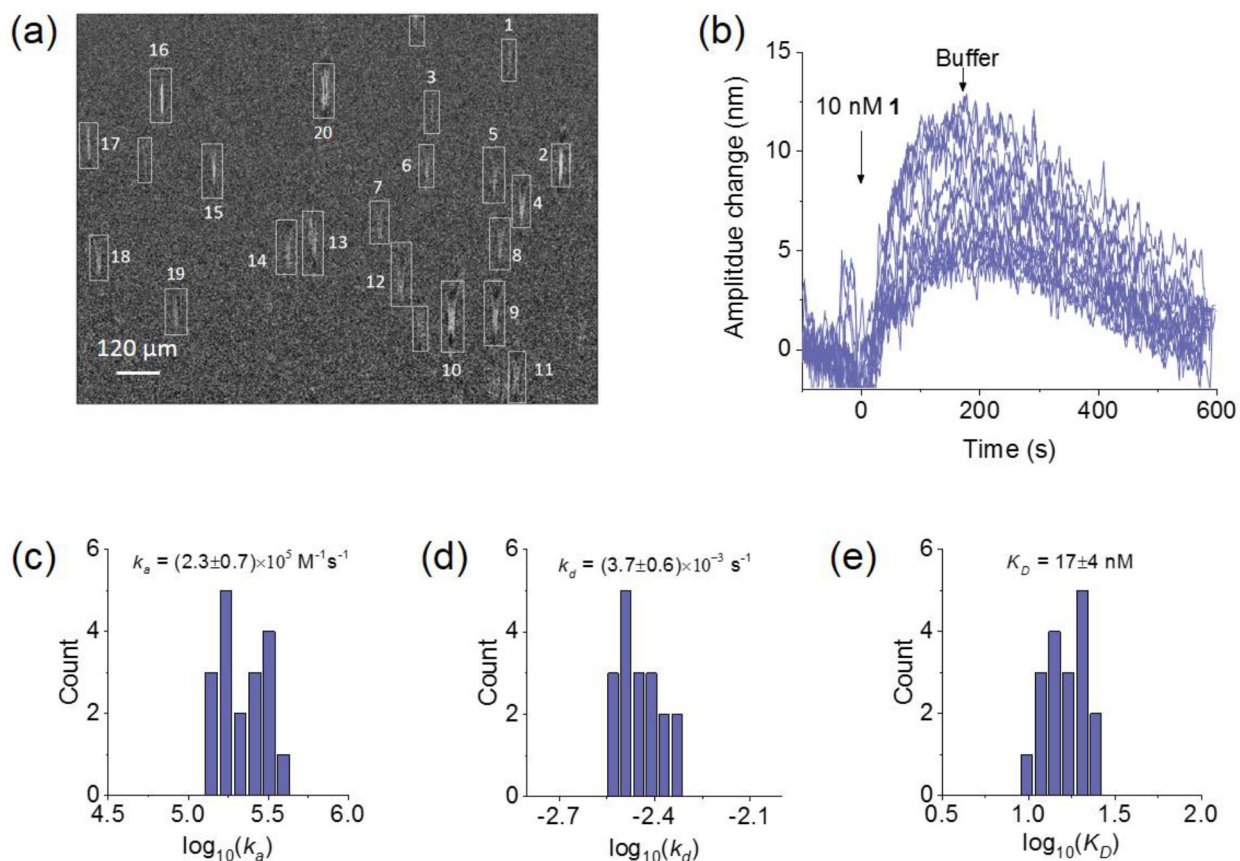 (a)
1
16
3
20
17
5
2
6
15
7
4
14
13
8
18
12
19
9
120 µm
10
11
(b)
Amplitdue change (nm)
15
10
5
0
Buffer
10 nM 1
0
200
400
600
Time (s)
(c)
Count
6
4
2
0
kₐ = (2.3±0.7)×10⁵ M⁻¹s⁻¹
4.5
5.0
5.5
6.0
log₁₀(kₐ)
(d)
Count
6
4
2
0
k_d = (3.7±0.6)×10⁻³ s⁻¹
-2.7
-2.4
-2.1
log₁₀(k_d)
(e)
Count
6
4
2
0
K_D = 17±4 nM
0.5
1.0
1.5
2.0
log₁₀(K_D)